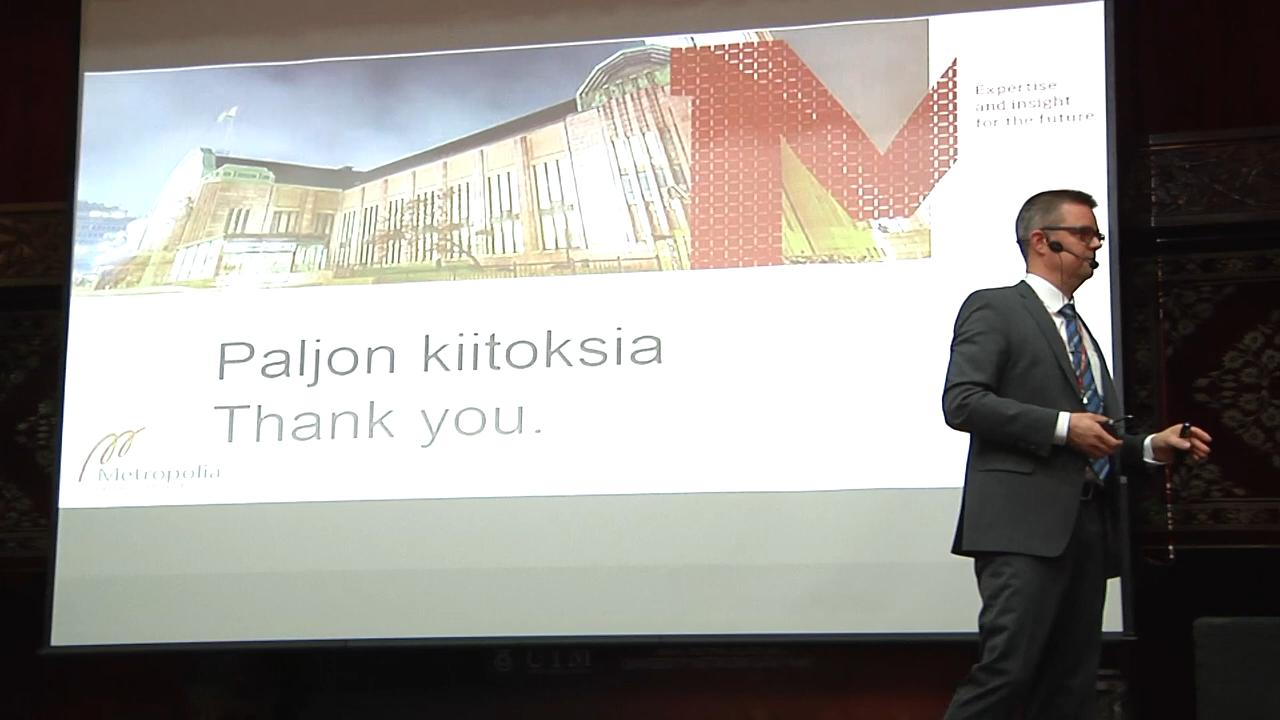 Expertise
and insight
for the future
Paljon kiitoksia
Thank you.
Metropolia